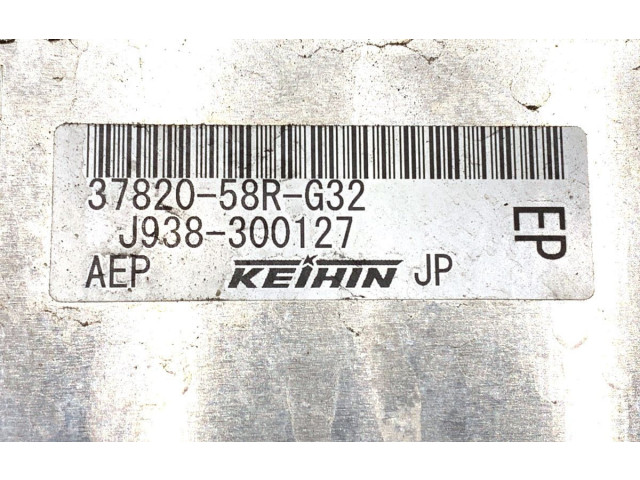 37820-58R-G32
J938-300127
AEP KEIHIN JP
EP